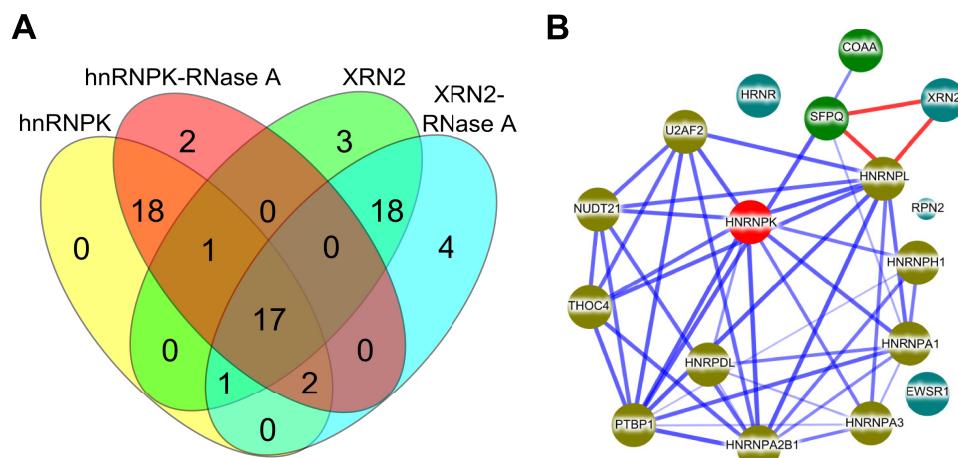 A
hnRNPK
hnRNPK-RNase A
XRN2
XRN2-
RNase A
2
3
18
0
18
0
1
0
4
17
0
0
1
2
0
B
COAA
HRNR
XRN2
SFPQ
U2AF2
HNRNPL
NUDT21
RPN2
HNRNPK
HNRNPH1
THOC4
HNRNPA1
HNRPDL
EWSR1
PTBP1
HNRNPA3
HNRNPA2B1